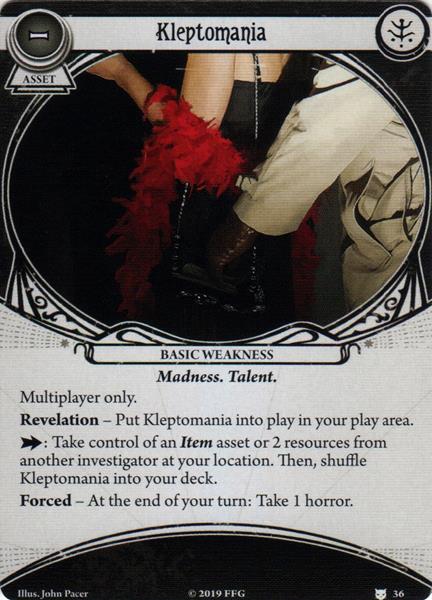 Kleptomania
ASSET
BASIC WEAKNESS
Madness. Talent.
Multiplayer only.
Revelation – Put Kleptomania into play in your play area.
: Take control of an Item asset or 2 resources from
another investigator at your location. Then, shuffle
Kleptomania into your deck.
Forced – At the end of your turn: Take 1 horror.
Illus. John Pacer
© 2019 FFG
36